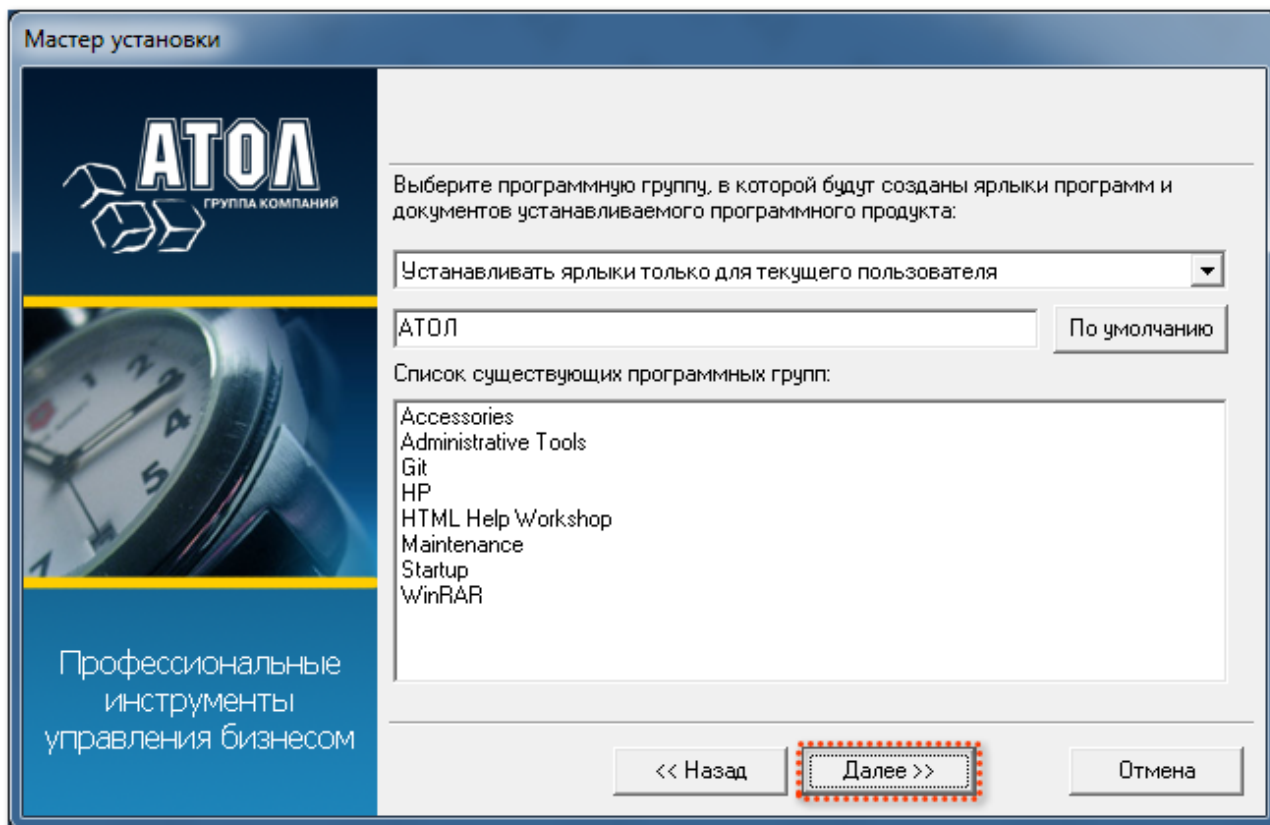 Мастер установки
АТОЛ
ГРУППА КОМПАНИЙ
Профессиональные
инструменты
управления бизнесом
Выберите программную группу, в которой будут созданы ярлыки программ и
документов устанавливаемого программного продукта:
Устанавливать ярлыки только для текущего пользователя
АТОЛ
По умолчанию
Список существующих программных групп:
Accessories
Administrative Tools
Git
HP
HTML Help Workshop
Maintenance
Startup
WinRAR
<< Назад
Далее >>
Отмена